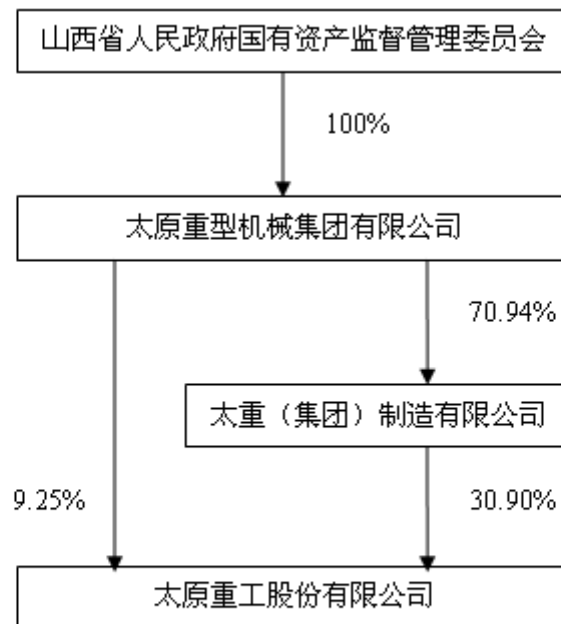 山西省人民政府国有资产监督管理委员会
100%
太原重型机械集团有限公司
70.94%
太重（集团）制造有限公司
9.25%
30.90%
太原重工股份有限公司